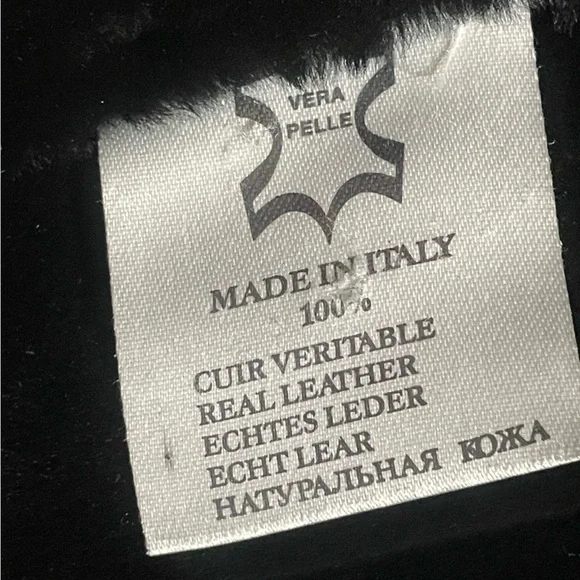 VERA
PELLE
MADE IN ITALY
100%
CUIR VERITABLE
REAL LEATHER
ECHTES LEDER
ECHT LEAR
НАТУРАЛЬНАЯ КОЖА